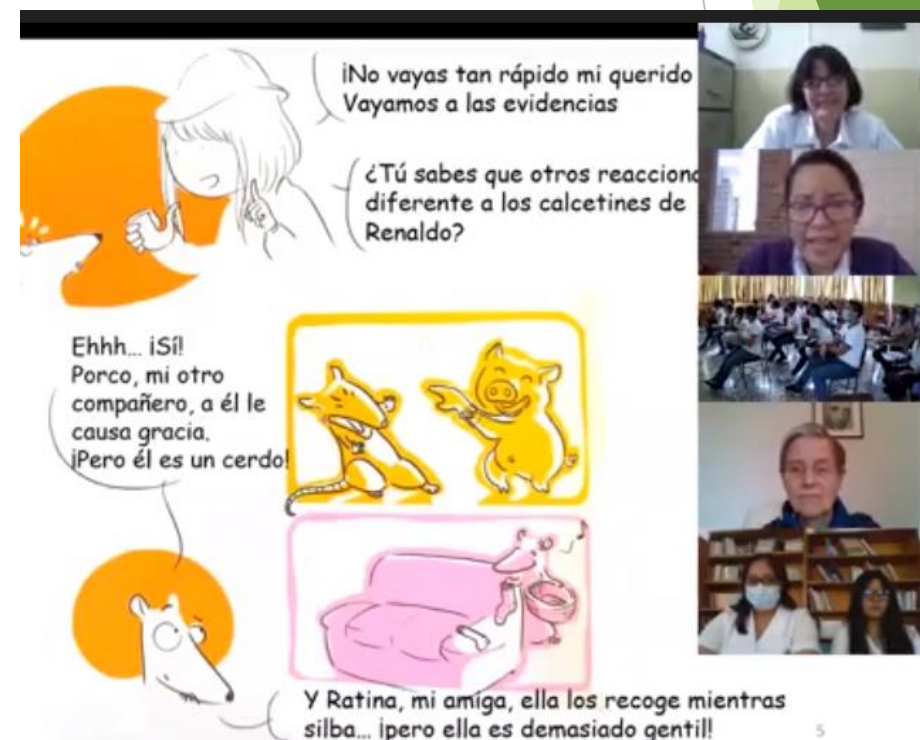 ¡No vayas tan rápido mi querido
Vayamos a las evidencias
¿Tú sabes que otros reacciona
diferente a los calcetines de
Renaldo?
Ehhh... ¡Sí!
Porco, mi otro
compañero, a él le
causa gracia.
¡Pero él es un cerdo!
Y Ratina, mi amiga, ella los recoge mientras
silba... ¡pero ella es demasiado gentil!
5